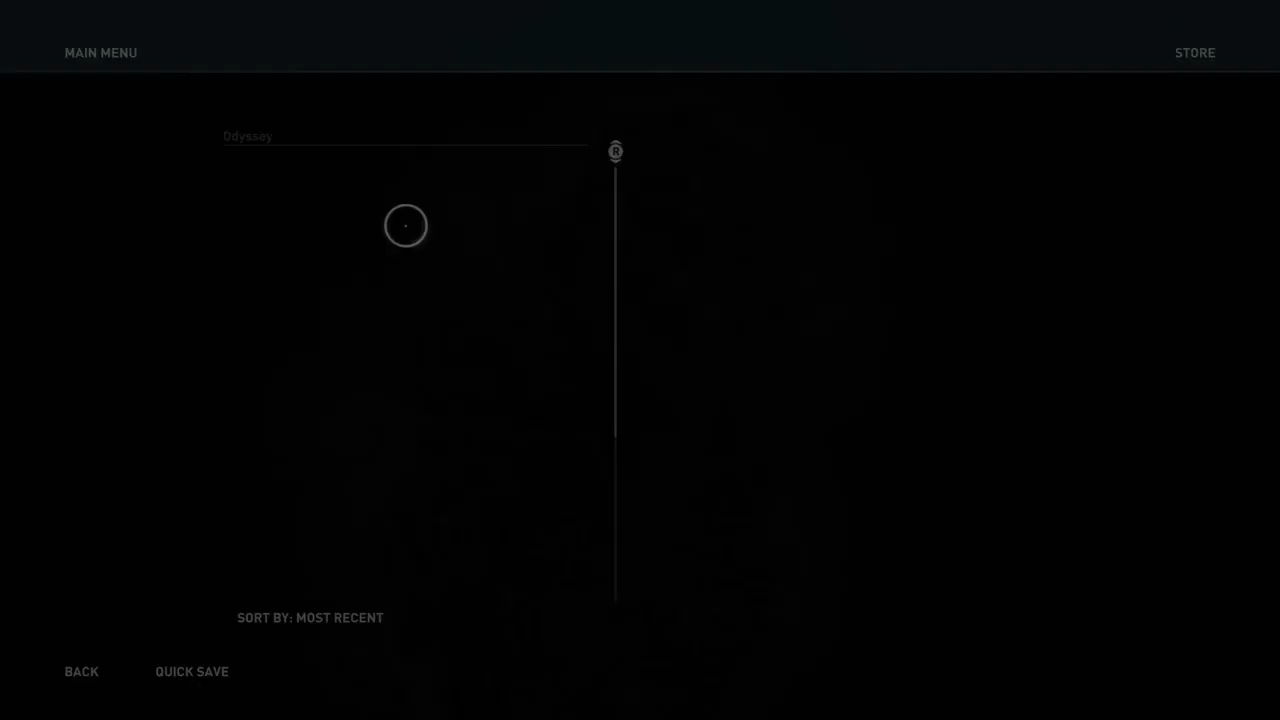 MAIN MENU
STORE
Odyssey
R
SORT BY: MOST RECENT
BACK
QUICK SAVE